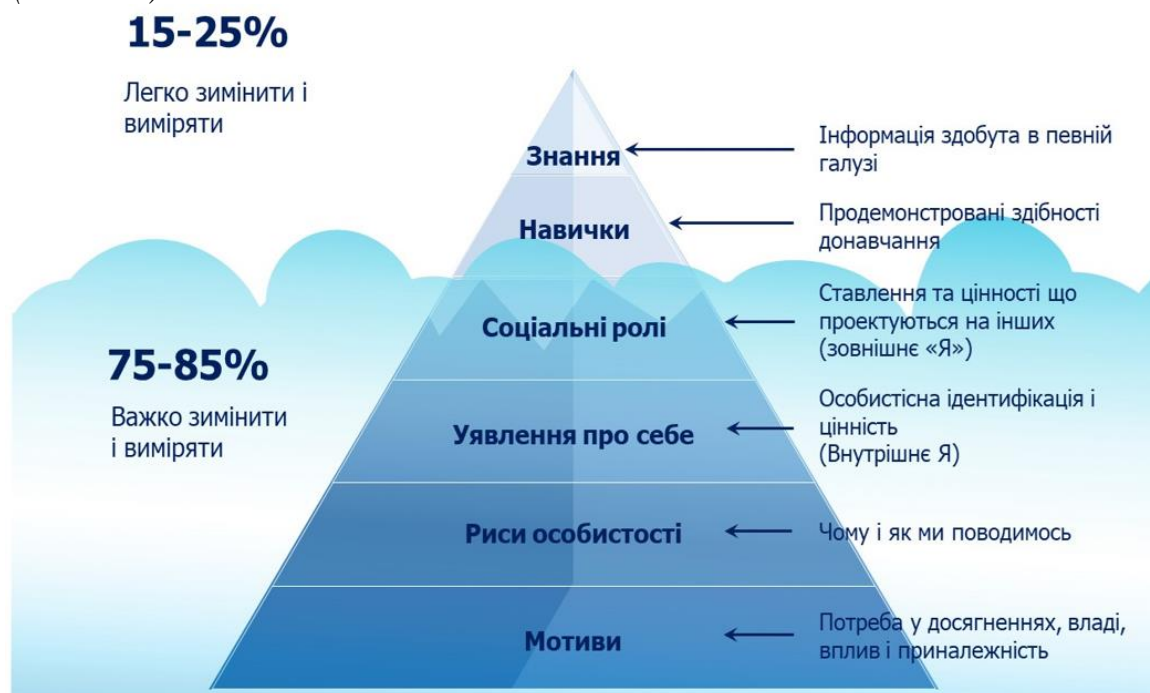 15-25%
Легко зимінити і
виміряти
Знання
Інформація здобута в певній
галузі
Навички
Продемонстровані здібності
донавчання
Соціальні ролі
Ставлення та цінності що
проектуються на інших
(зовнішнє «Я»)
75-85%
Важко зимінити
і виміряти
Уявлення про себе
Особистісна ідентифікація і
цінність
(Внутрішнє Я)
Риси особистості
Чому і як ми поводимось
Мотиви
Потреба у досягненнях, владі,
вплив і приналежність